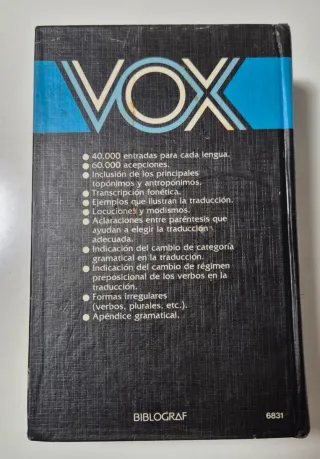 VOX
● 40.000 entradas para cada lengua.
● 60.000 acepciones.
● Inclusión de los principales
topónimos y antropónimos.
● Transcripción fonética.
● Ejemplos que ilustran la traducción.
● Locuciones y modismos.
● Aclaraciones entre paréntesis que
ayudan a elegir la traducción
adecuada.
● Indicación del cambio de categoría
gramatical en la traducción.
● Indicación del cambio de régimen
preposicional de los verbos en la
traducción.
● Formas irregulares
(verbos, plurales, etc.).
● Apéndice gramatical.
BIBLOGRAF
6831